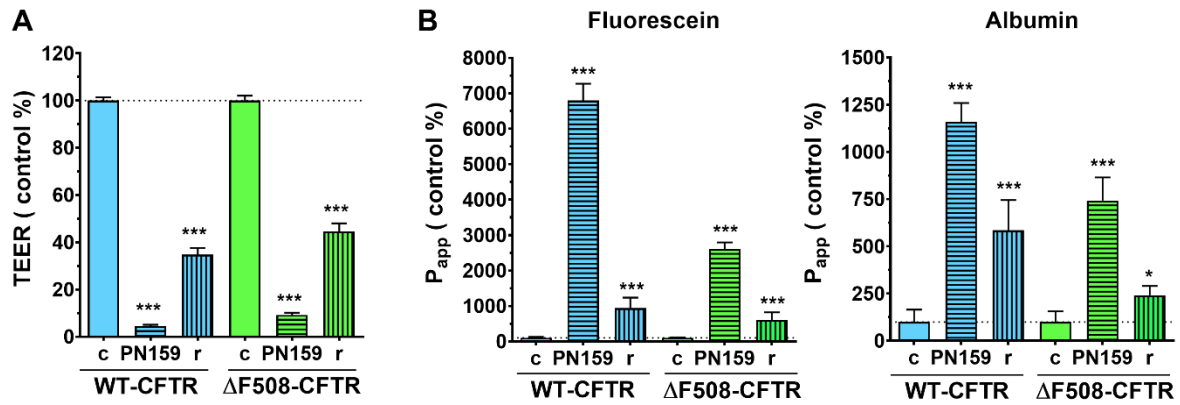 A
TEER ( control %)
120
100
80
60
40
20
0
***
***
***
***
c PN159 r c PN159 r
WT-CFTR ΔF508-CFTR
B
Fluorescein
P_app ( control %)
8000
7000
6000
5000
4000
3000
2000
1000
0
***
***
***
***
c PN159 r c PN159 r
WT-CFTR ΔF508-CFTR
Albumin
P_app ( control %)
1500
1250
1000
750
500
250
0
***
***
***
*
c PN159 r c PN159 r
WT-CFTR ΔF508-CFTR